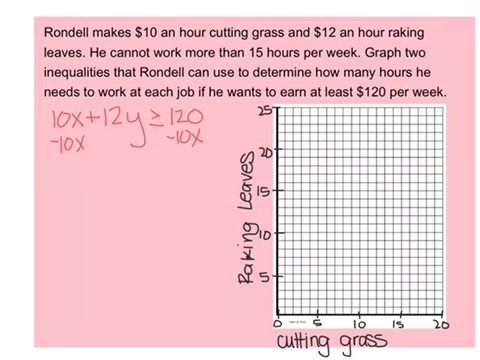 Rondell makes $10 an hour cutting grass and $12 an hour raking
leaves. He cannot work more than 15 hours per week. Graph two
inequalities that Rondell can use to determine how many hours he
needs to work at each job if he wants to earn at least $120 per week.
10x+12y≥120
-10x -10x
25
20
15
10
5
Raking Leaves
0 5 10 15 20
cutting grass